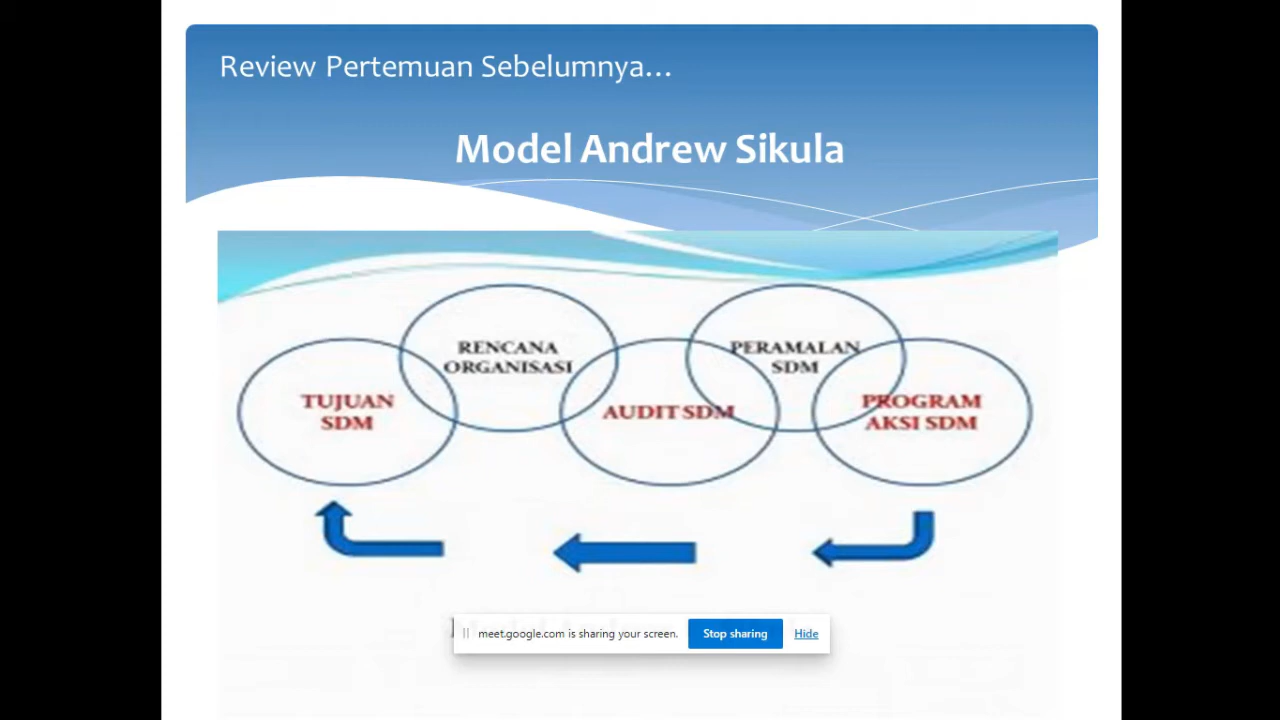 Review Pertemuan Sebelumnya...
Model Andrew Sikula
RENCANA
ORGANISASI
PERAMALAN
SDM
TUJUAN
SDM
AUDIT SDM
PROGRAM
AKSI SDM
meet.google.com is sharing your screen.
Stop sharing
Hide